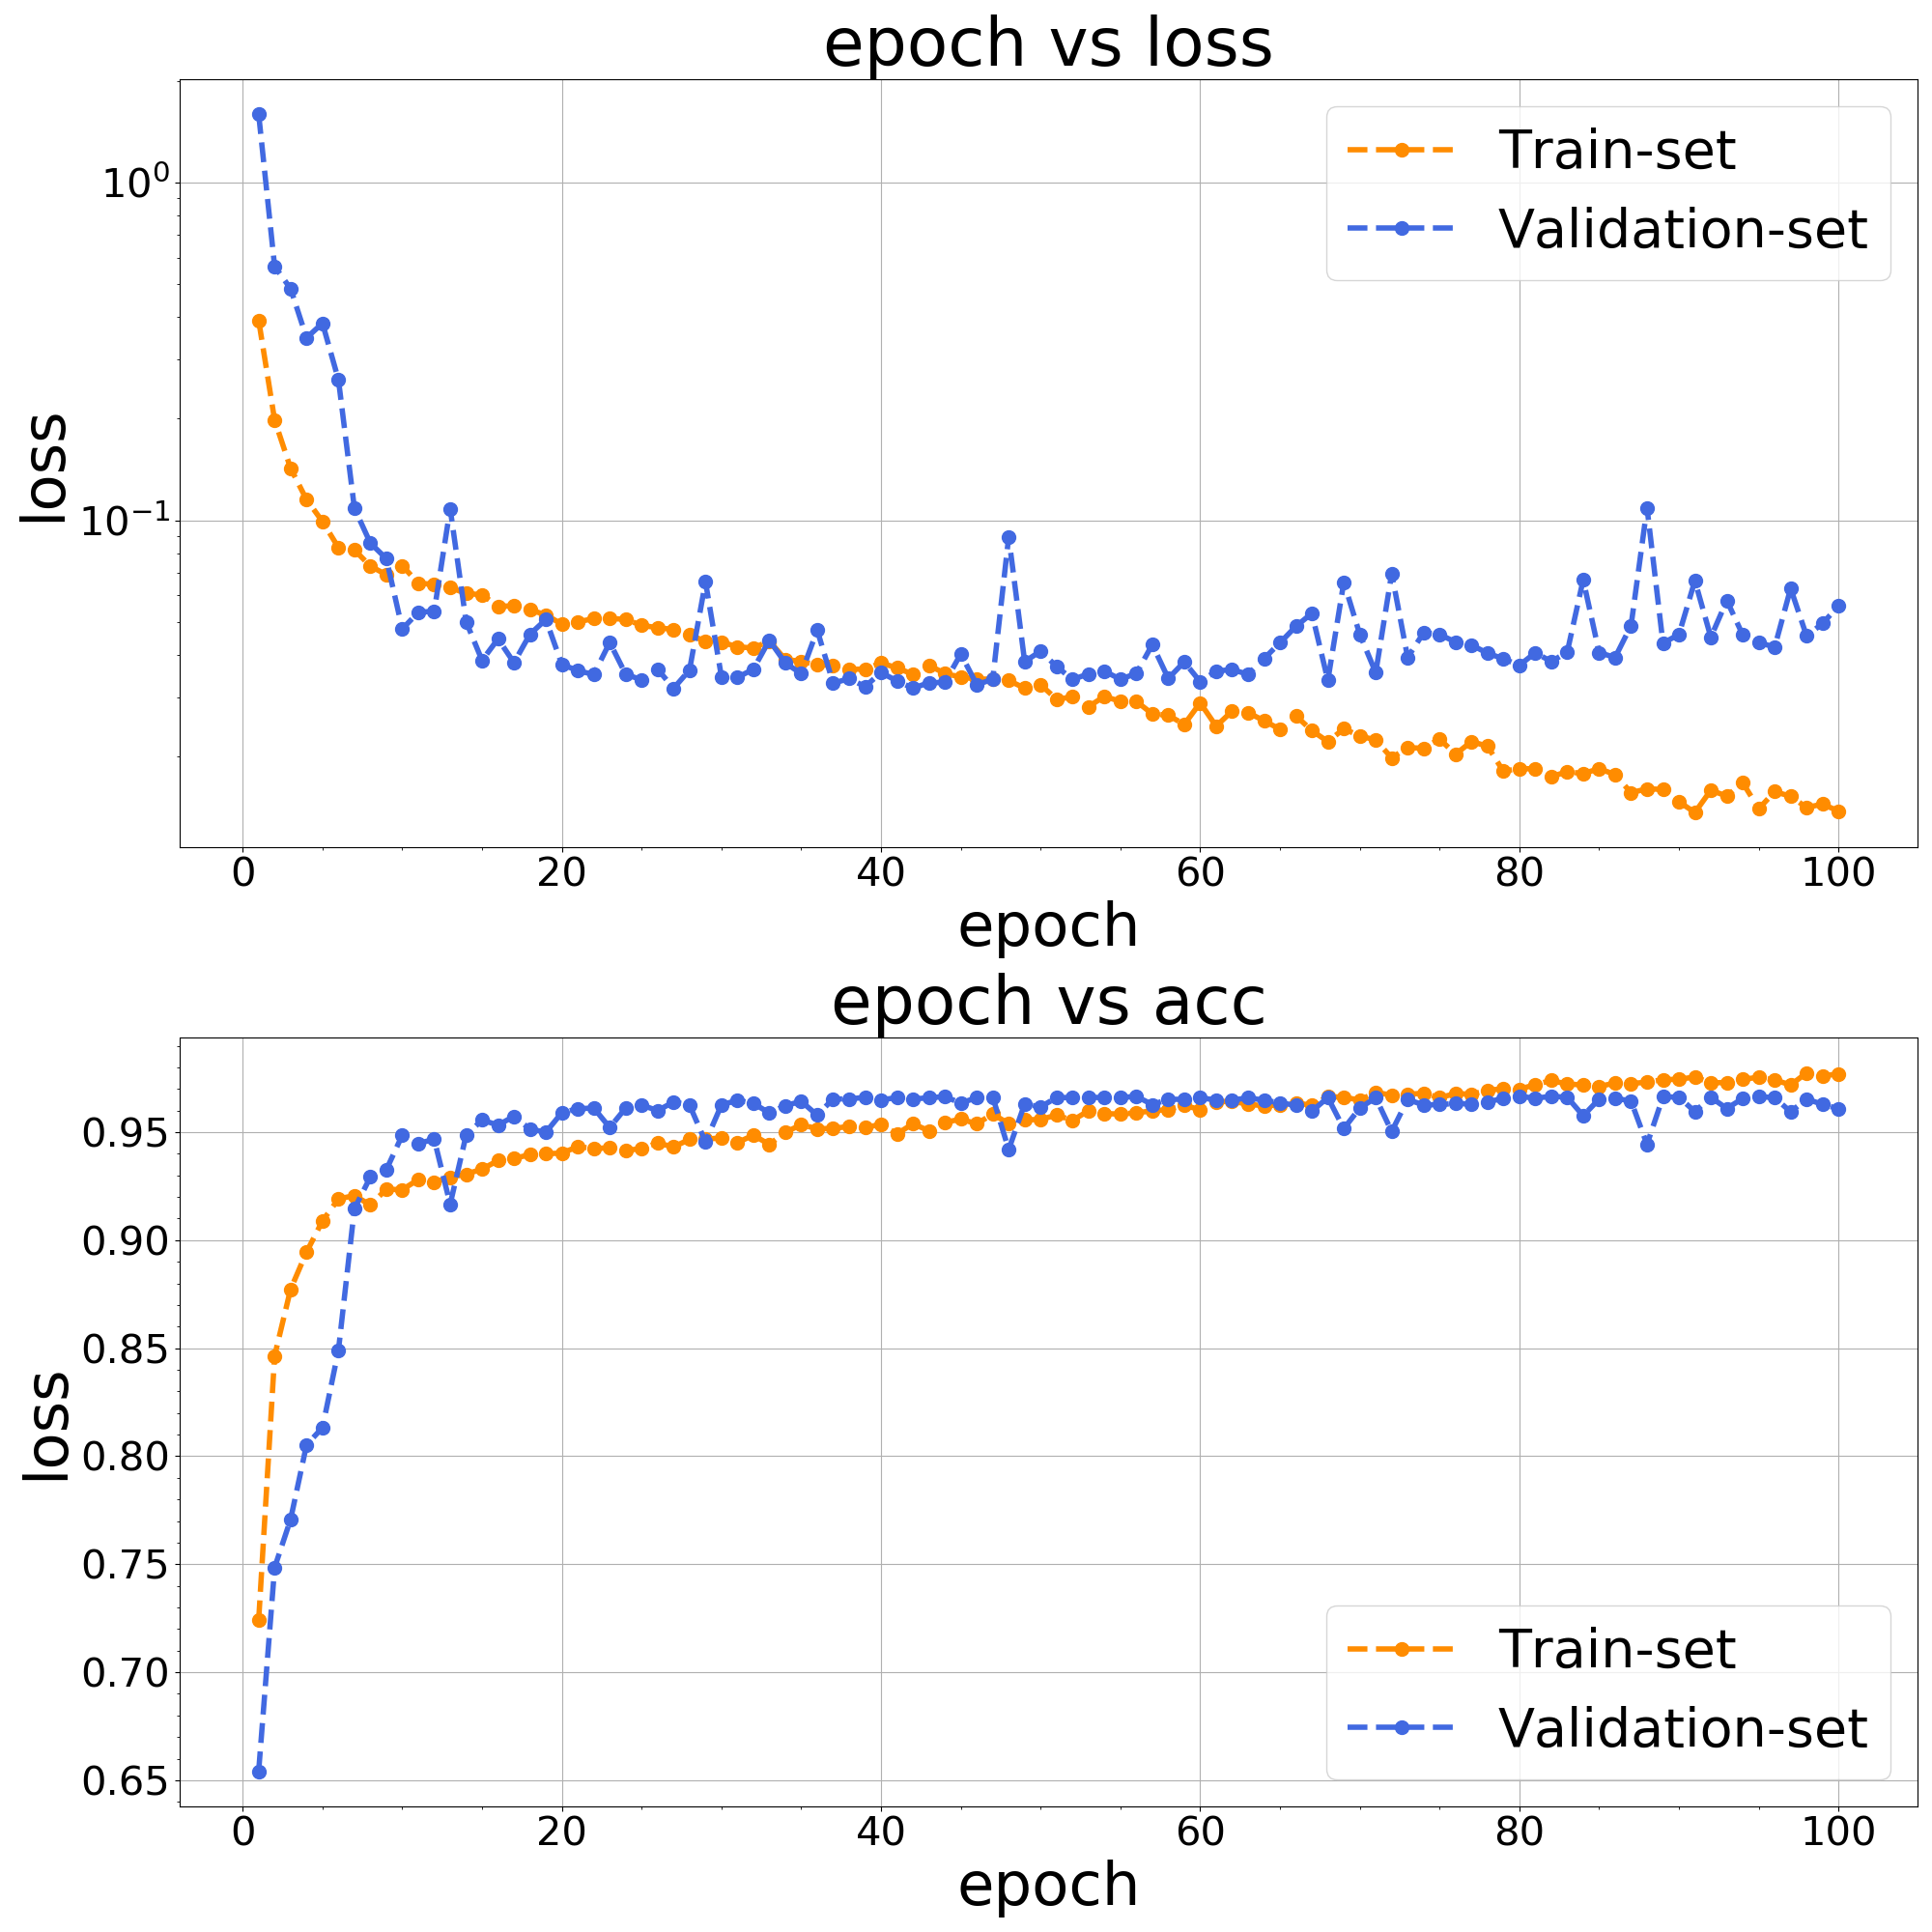 epoch vs loss
loss
10⁰
10⁻¹
Train-set
Validation-set
0 20 40 60 80 100
epoch
epoch vs acc
loss
0.95
0.90
0.85
0.80
0.75
0.70
0.65
Train-set
Validation-set
0 20 40 60 80 100
epoch